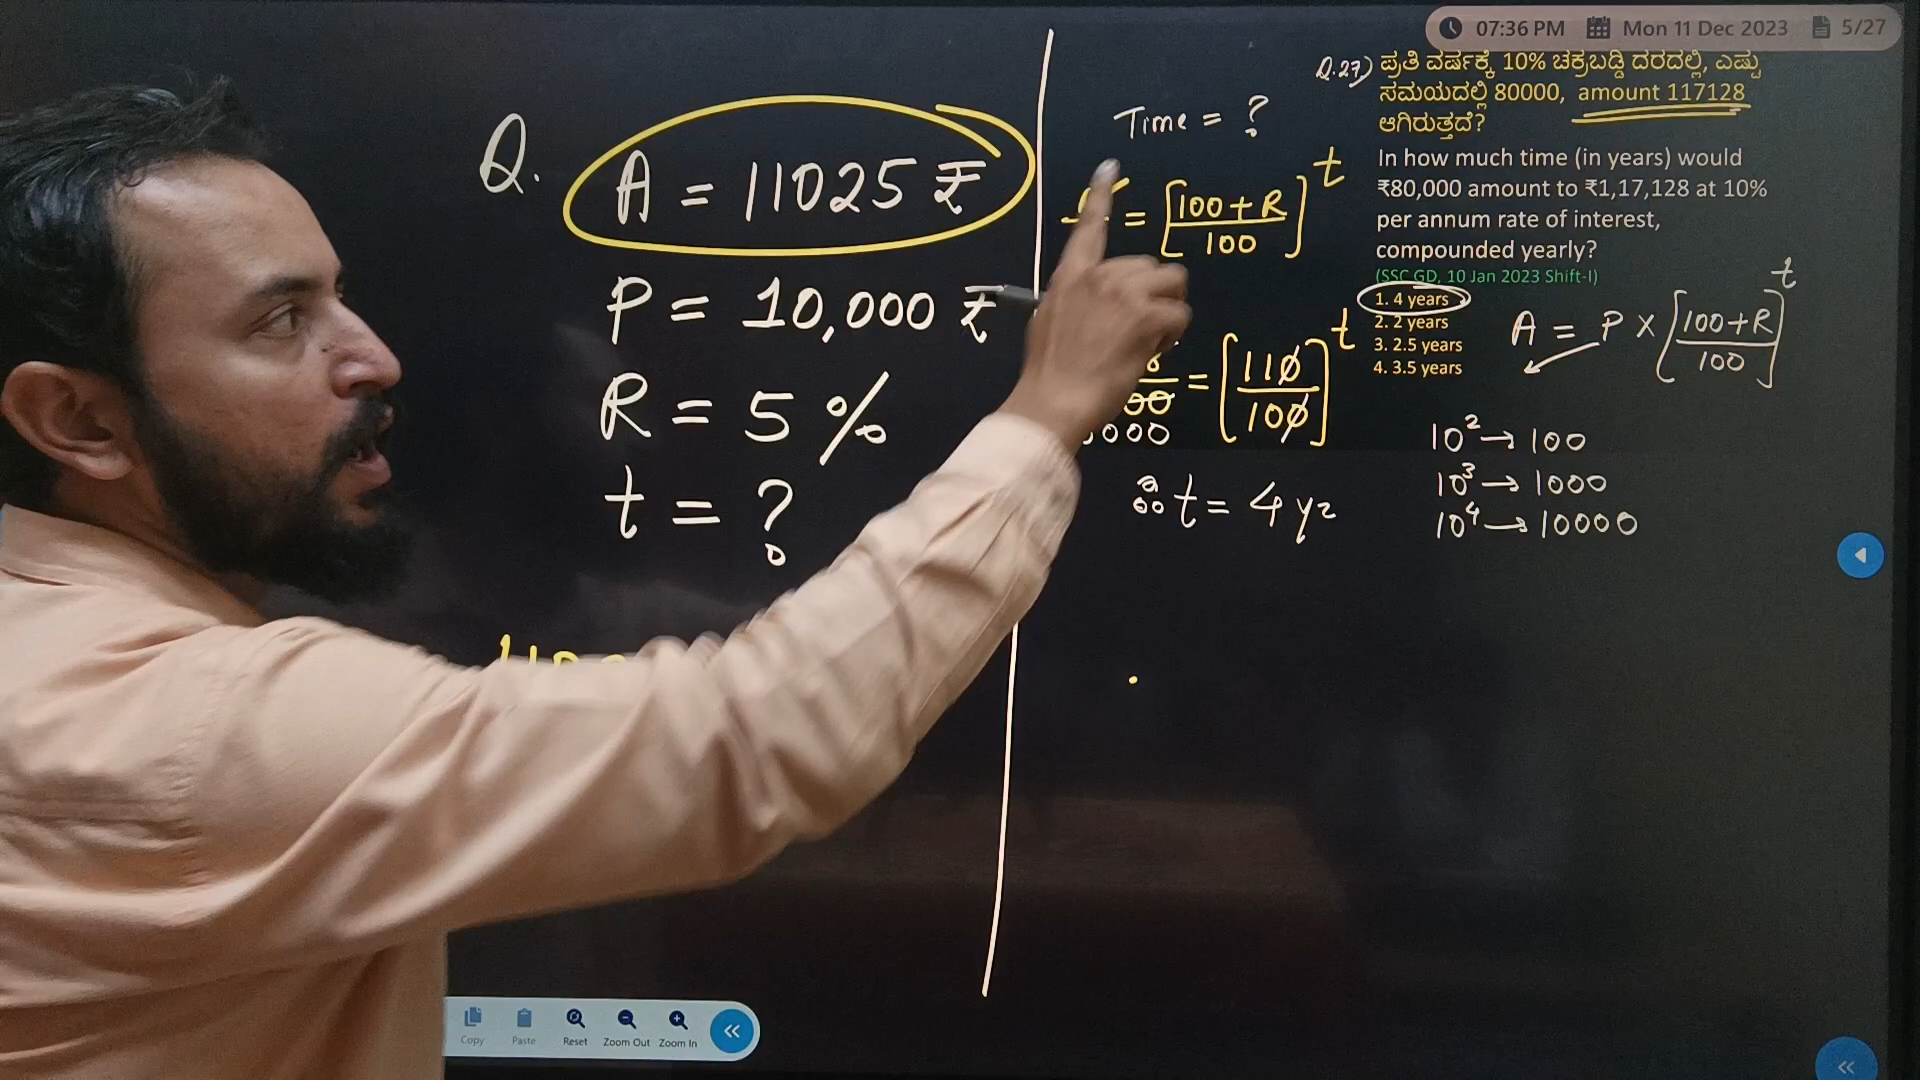 07:36 PM Mon 11 Dec 2023 5/27
Q.
A = 11025 ₹
P = 10,000 ₹
R = 5 %
t = ?
Time = ?
= [100 + R / 100]^t
= [110 / 100]^t
∴ t = 4 yr
Q.27) ಪ್ರತಿ ವರ್ಷಕ್ಕೆ 10% ಚಕ್ರಬಡ್ಡಿ ದರದಲ್ಲಿ, ಎಷ್ಟು
ಸಮಯದಲ್ಲಿ 80000, amount 117128
ಆಗಿರುತ್ತದೆ?
In how much time (in years) would
₹80,000 amount to ₹1,17,128 at 10%
per annum rate of interest,
compounded yearly?
(SSC GD, 10 Jan 2023 Shift-I)
1. 4 years
2. 2 years
3. 2.5 years
4. 3.5 years
A = P × [100 + R / 100]^t
10² → 100
10³ → 1000
10⁴ → 10000
Copy Paste Reset Zoom Out Zoom In